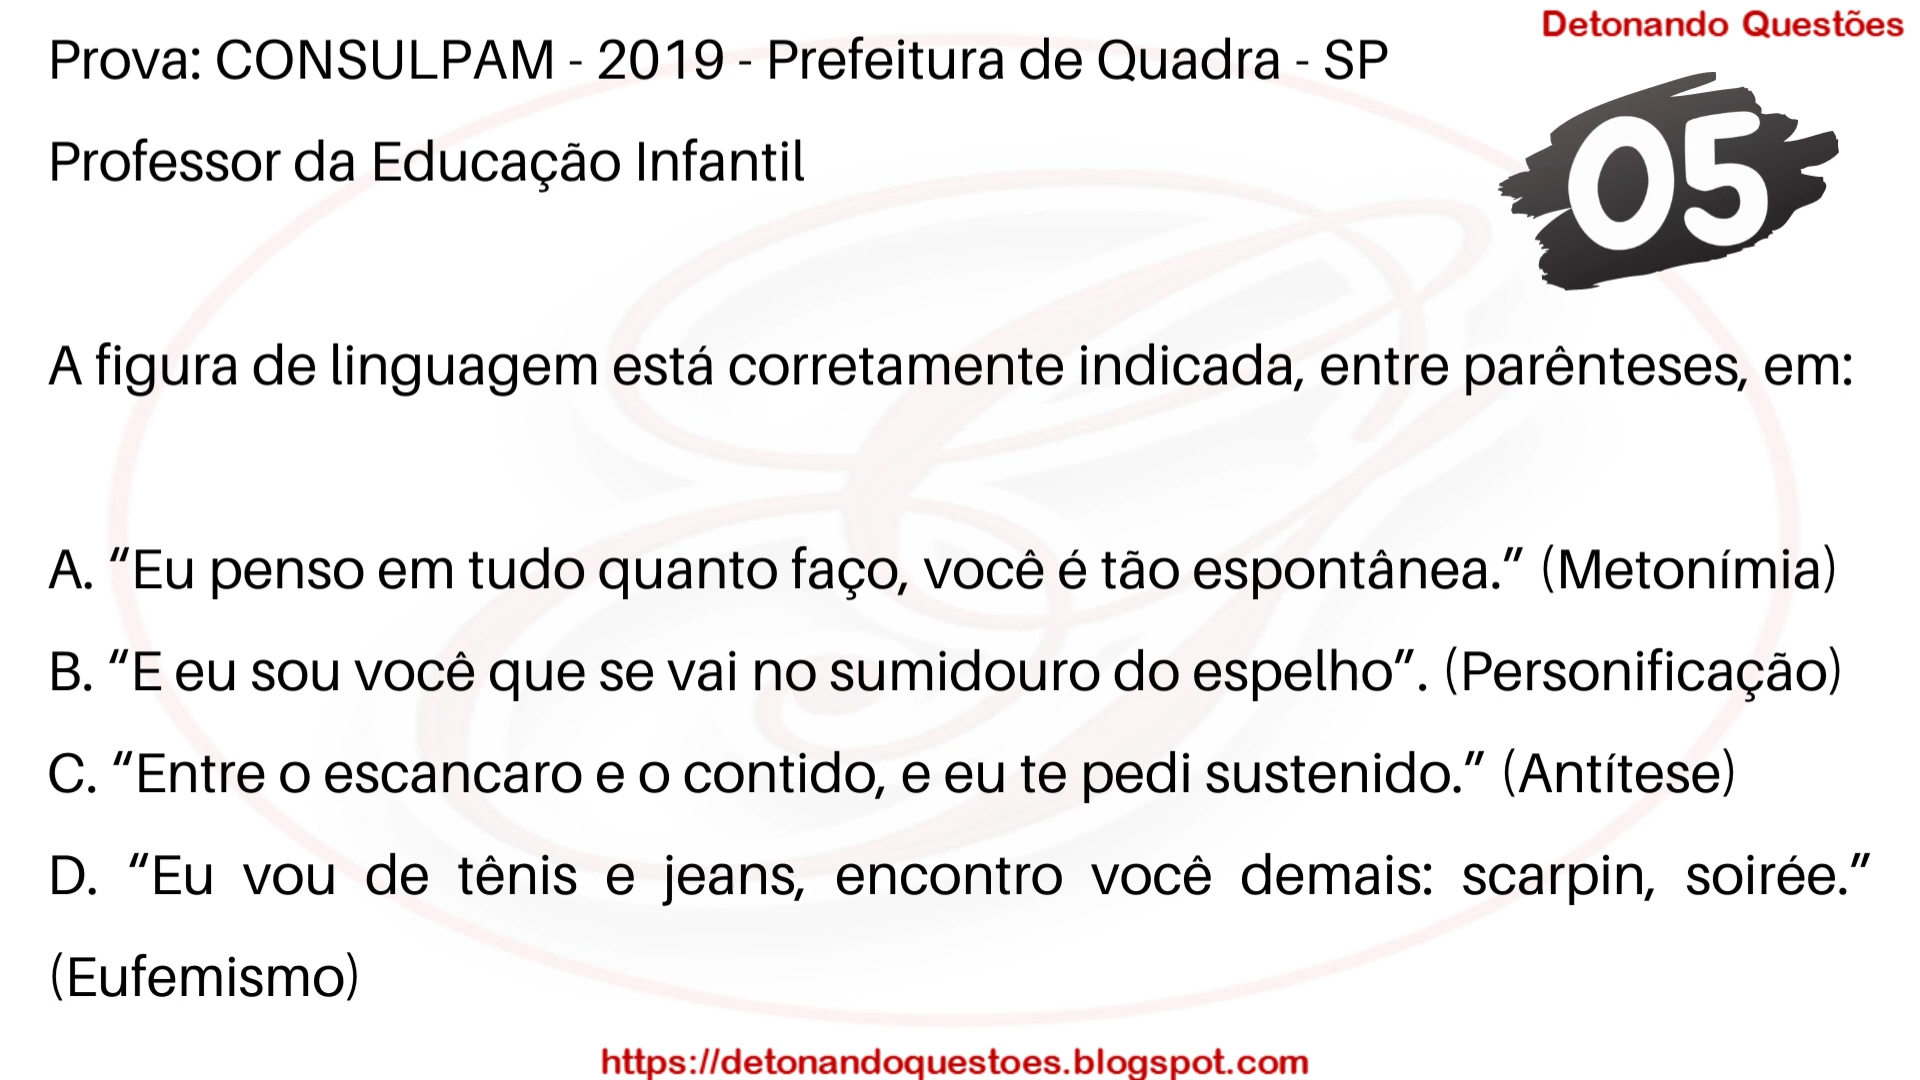 Detonando Questões
Prova: CONSULPAM - 2019 - Prefeitura de Quadra - SP
Professor da Educação Infantil
05
A figura de linguagem está corretamente indicada, entre parênteses, em:
A. “Eu penso em tudo quanto faço, você é tão espontânea.” (Metonímia)
B. “E eu sou você que se vai no sumidouro do espelho”. (Personificação)
C. “Entre o escancaro e o contido, e eu te pedi sustenido.” (Antítese)
D. “Eu vou de tênis e jeans, encontro você demais: scarpin, soirée.”
(Eufemismo)
https://detonandoquestoes.blogspot.com